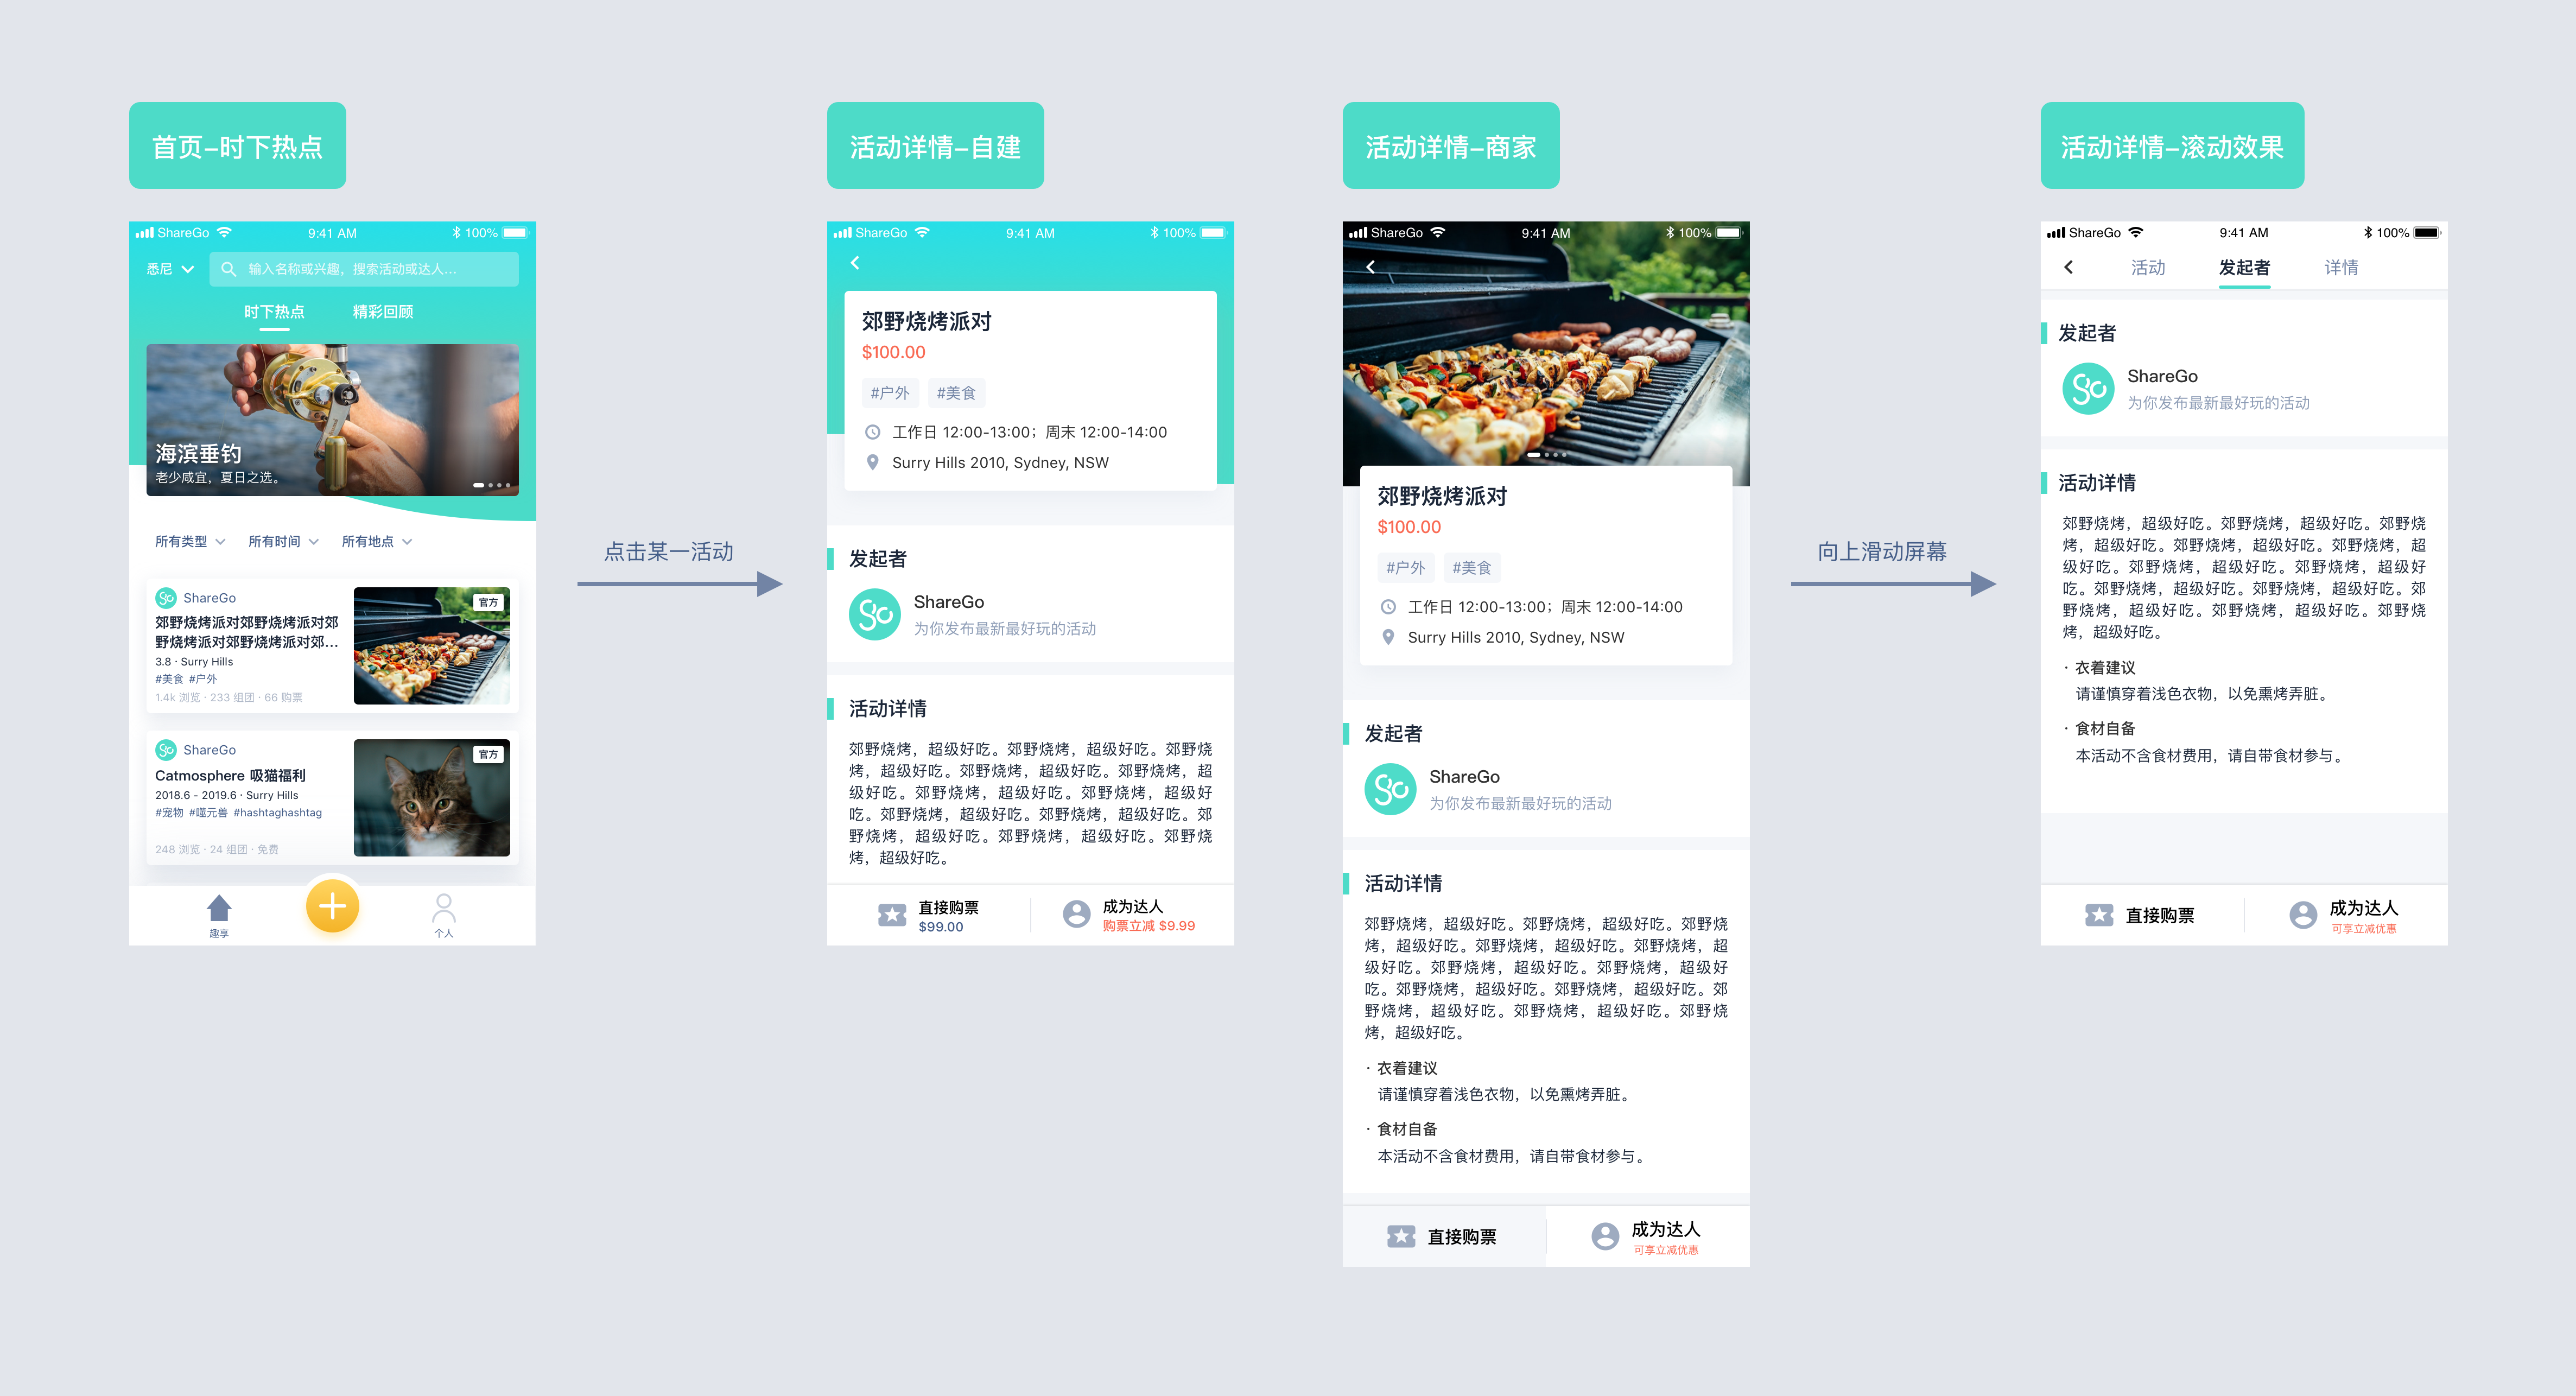 首页-时下热点
ShareGo
9:41 AM
100%
悉尼
输入名称或兴趣，搜索活动或达人...
时下热点
精彩回顾
海滨垂钓
老少咸宜，夏日之选。
所有类型
所有时间
所有地点
ShareGo
官方
郊野烧烤派对郊野烧烤派对郊
野烧烤派对郊野烧烤派对郊...
3.8 · Surry Hills
#美食 #户外
1.4k 浏览 · 233 组团 · 66 购票
ShareGo
官方
Catmosphere 吸猫福利
2018.6 - 2019.6 · Surry Hills
#宠物 #噬元兽 #hashtaghashtag
248 浏览 · 24 组团 · 免费
趣享
个人
点击某一活动
活动详情-自建
ShareGo
9:41 AM
100%
郊野烧烤派对
$100.00
#户外
#美食
工作日 12:00-13:00；周末 12:00-14:00
Surry Hills 2010, Sydney, NSW
发起者
ShareGo
为你发布最新最好玩的活动
活动详情
郊野烧烤，超级好吃。郊野烧烤，超级好吃。郊野烧
烤，超级好吃。郊野烧烤，超级好吃。郊野烧烤，超
级好吃。郊野烧烤，超级好吃。郊野烧烤，超级好
吃。郊野烧烤，超级好吃。郊野烧烤，超级好吃。郊
野烧烤，超级好吃。郊野烧烤，超级好吃。郊野烧
烤，超级好吃。
直接购票
$99.00
成为达人
购票立减 $9.99
活动详情-商家
ShareGo
9:41 AM
100%
郊野烧烤派对
$100.00
#户外
#美食
工作日 12:00-13:00；周末 12:00-14:00
Surry Hills 2010, Sydney, NSW
发起者
ShareGo
为你发布最新最好玩的活动
活动详情
郊野烧烤，超级好吃。郊野烧烤，超级好吃。郊野烧
烤，超级好吃。郊野烧烤，超级好吃。郊野烧烤，超
级好吃。郊野烧烤，超级好吃。郊野烧烤，超级好
吃。郊野烧烤，超级好吃。郊野烧烤，超级好吃。郊
野烧烤，超级好吃。郊野烧烤，超级好吃。郊野烧
烤，超级好吃。
· 衣着建议
请谨慎穿着浅色衣物，以免熏烤弄脏。
· 食材自备
本活动不含食材费用，请自带食材参与。
直接购票
成为达人
可享立减优惠
向上滑动屏幕
活动详情-滚动效果
ShareGo
9:41 AM
100%
活动
发起者
详情
发起者
ShareGo
为你发布最新最好玩的活动
活动详情
郊野烧烤，超级好吃。郊野烧烤，超级好吃。郊野烧
烤，超级好吃。郊野烧烤，超级好吃。郊野烧烤，超
级好吃。郊野烧烤，超级好吃。郊野烧烤，超级好
吃。郊野烧烤，超级好吃。郊野烧烤，超级好吃。郊
野烧烤，超级好吃。郊野烧烤，超级好吃。郊野烧
烤，超级好吃。
· 衣着建议
请谨慎穿着浅色衣物，以免熏烤弄脏。
· 食材自备
本活动不含食材费用，请自带食材参与。
直接购票
成为达人
可享立减优惠